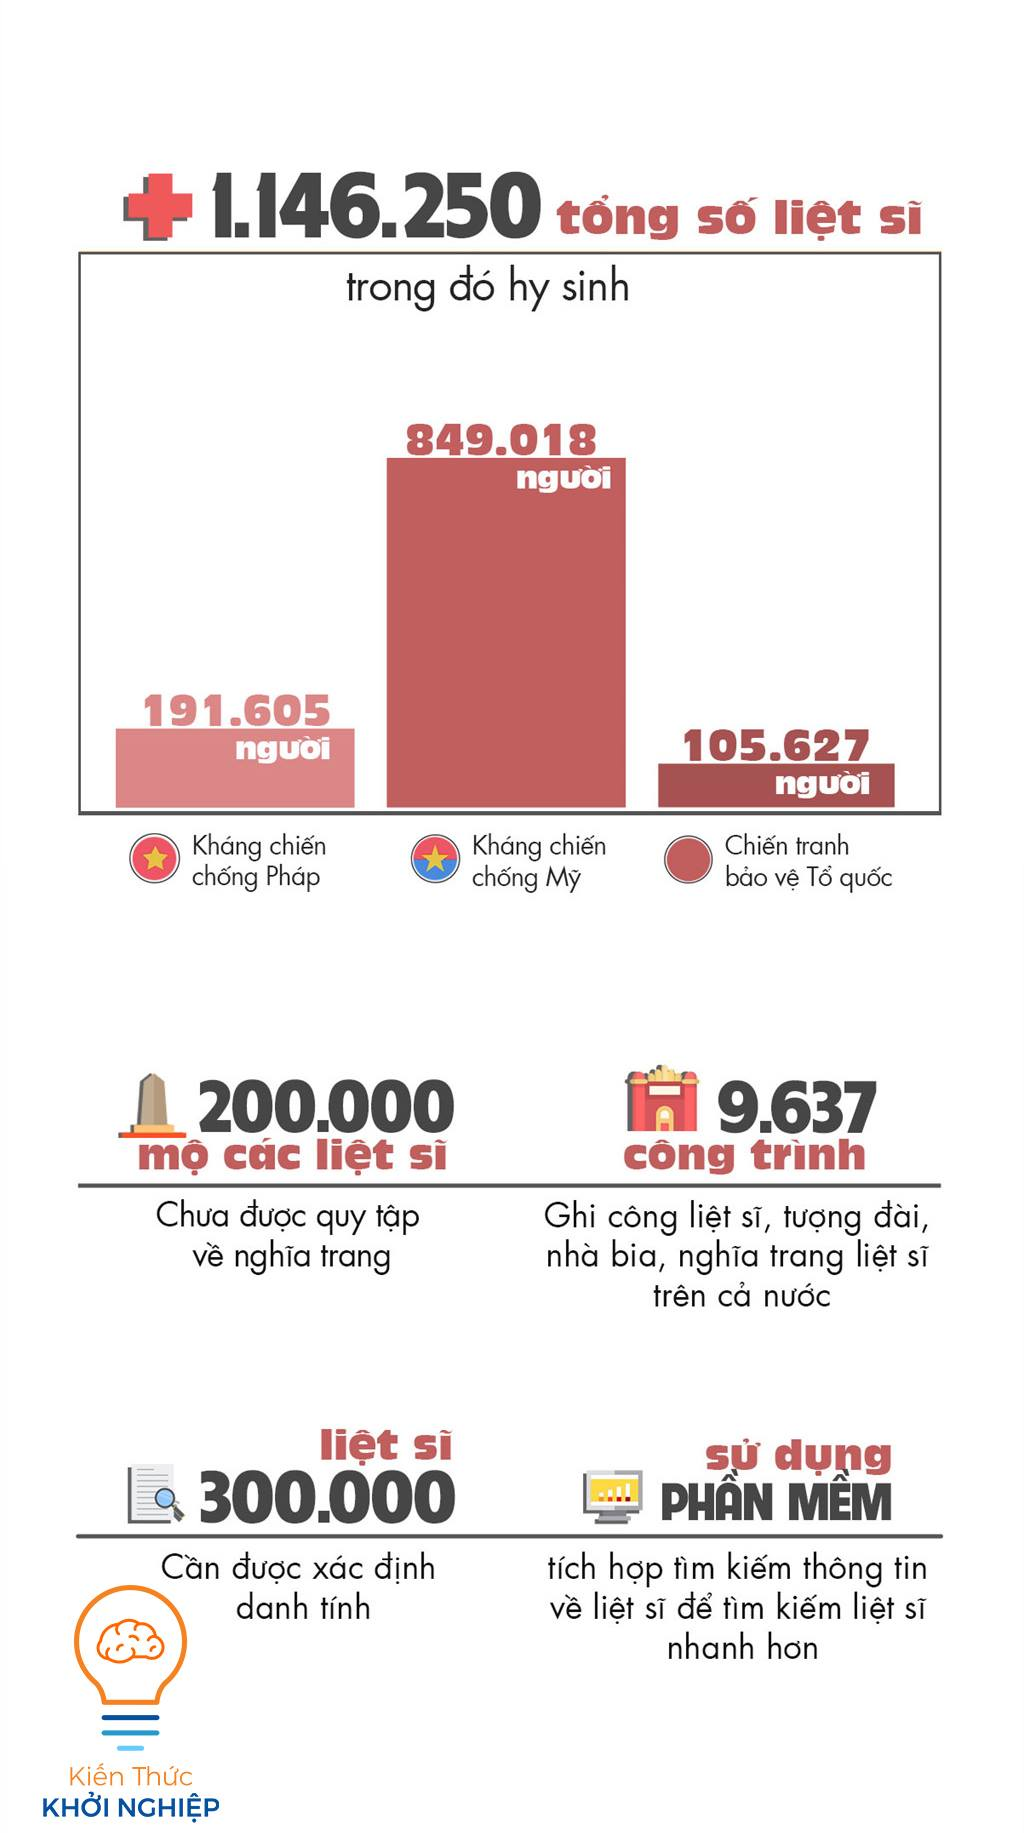 1.146.250 tổng số liệt sĩ
trong đó hy sinh
849.018
người
191.605
người
105.627
người
Kháng chiến
chống Pháp
Kháng chiến
chống Mỹ
Chiến tranh
bảo vệ Tổ quốc
200.000
mộ các liệt sĩ
Chưa được quy tập
về nghĩa trang
9.637
công trình
Ghi công liệt sĩ, tượng đài,
nhà bia, nghĩa trang liệt sĩ
trên cả nước
liệt sĩ
300.000
Cần được xác định
danh tính
sử dụng
PHẦN MỀM
tích hợp tìm kiếm thông tin
về liệt sĩ để tìm kiếm liệt sĩ
nhanh hơn
Kiến Thức
KHỞI NGHIỆP